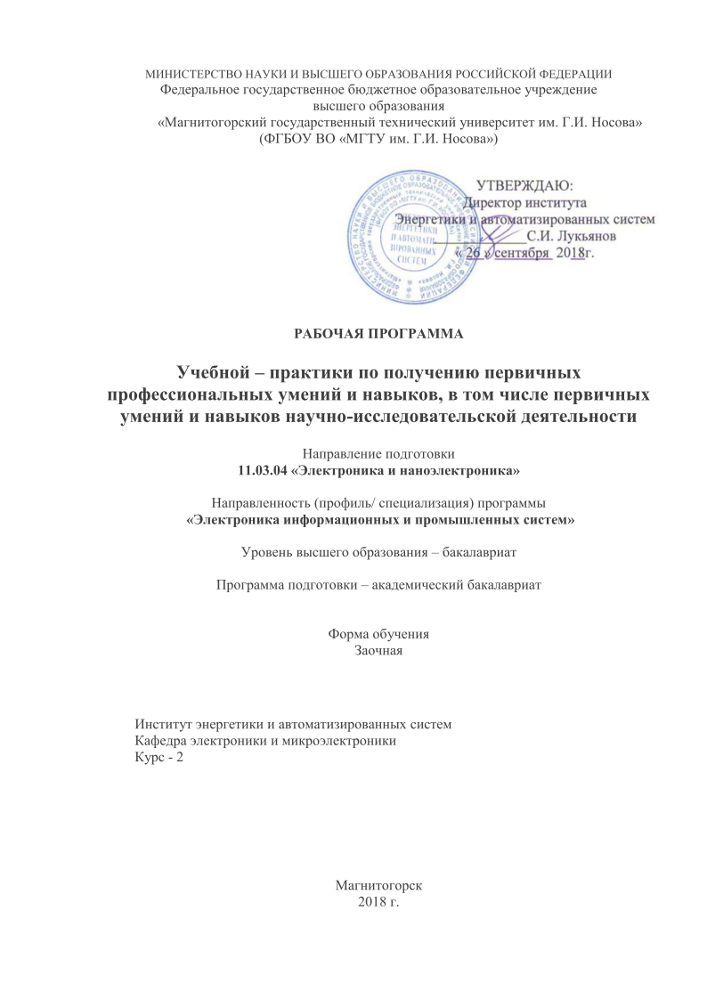 МИНИСТЕРСТВО НАУКИ И ВЫСШЕГО ОБРАЗОВАНИЯ РОССИЙСКОЙ ФЕДЕРАЦИИ
Федеральное государственное бюджетное образовательное учреждение
высшего образования
«Магнитогорский государственный технический университет им. Г.И. Носова»
(ФГБОУ ВО «МГТУ им. Г.И. Носова»)
УТВЕРЖДАЮ:
Директор института
Энергетики и автоматизированных систем
С.И. Лукьянов
« 26 » сентября 2018г.
ЭНЕРГЕТИКИ
И АВТОМАТИ
ЗИРОВАННЫХ
СИСТЕМ
РАБОЧАЯ ПРОГРАММА
Учебной – практики по получению первичных
профессиональных умений и навыков, в том числе первичных
умений и навыков научно-исследовательской деятельности
Направление подготовки
11.03.04 «Электроника и наноэлектроника»
Направленность (профиль/ специализация) программы
«Электроника информационных и промышленных систем»
Уровень высшего образования – бакалавриат
Программа подготовки – академический бакалавриат
Форма обучения
Заочная
Институт энергетики и автоматизированных систем
Кафедра электроники и микроэлектроники
Курс - 2
Магнитогорск
2018 г.